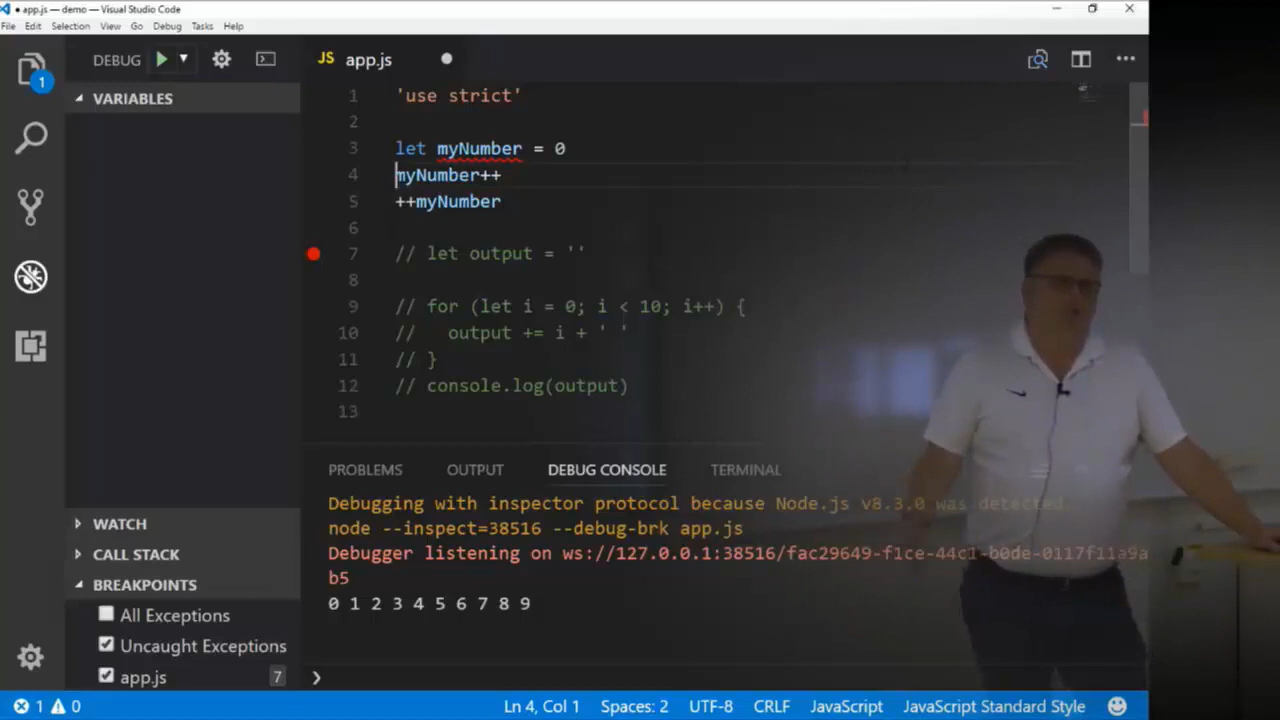 app.js — demo — Visual Studio Code
File Edit Selection View Go Debug Tasks Help
DEBUG
1
JS app.js
VARIABLES
1 'use strict'
2
3 let myNumber = 0
4 myNumber++
5 ++myNumber
6
7 // let output = ''
8
9 // for (let i = 0; i < 10; i++) {
10 //   output += i + ' '
11 // }
12 // console.log(output)
13
PROBLEMS OUTPUT DEBUG CONSOLE TERMINAL
Debugging with inspector protocol because Node.js v8.3.0 was detected
node --inspect=38516 --debug-brk app.js
Debugger listening on ws://127.0.0.1:38516/fac29649-f1ce-44c1-b0de-0117f11a9a
b5
0 1 2 3 4 5 6 7 8 9
WATCH
CALL STACK
BREAKPOINTS
All Exceptions
Uncaught Exceptions
app.js 7
1 0 Ln 4, Col 1 Spaces: 2 UTF-8 CRLF JavaScript JavaScript Standard Style